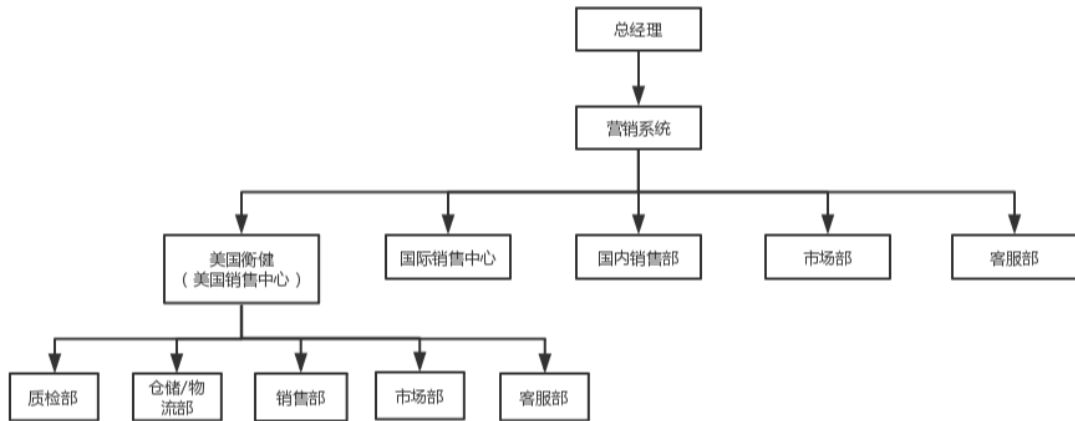 总经理
营销系统
美国衡健
（美国销售中心）
国际销售中心
国内销售部
市场部
客服部
质检部
仓储/物
流部
销售部
市场部
客服部